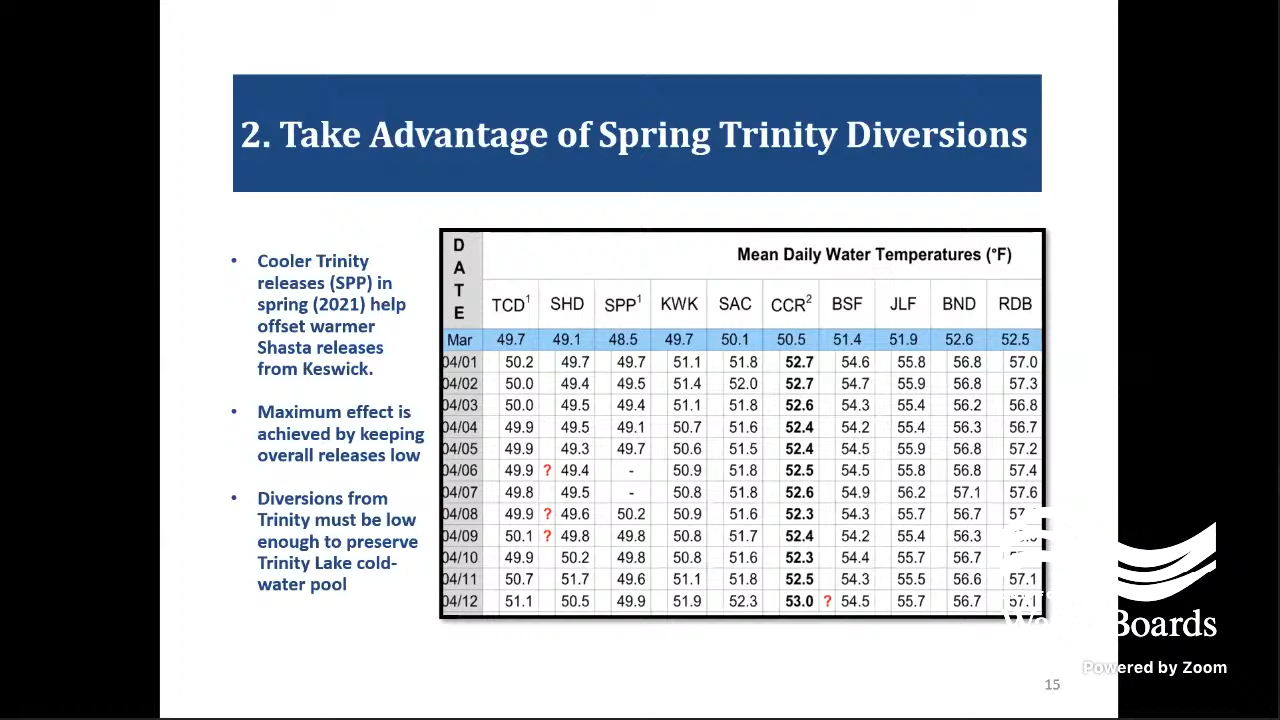 2. Take Advantage of Spring Trinity Diversions
• Cooler Trinity
releases (SPP) in
spring (2021) help
offset warmer
Shasta releases
from Keswick.
• Maximum effect is
achieved by keeping
overall releases low
• Diversions from
Trinity must be low
enough to preserve
Trinity Lake cold-
water pool
DATE
Mean Daily Water Temperatures (°F)
TCD1 SHD SPP1 KWK SAC CCR2 BSF JLF BND RDB
Mar 49.7 49.1 48.5 49.7 50.1 50.5 51.4 51.9 52.6 52.5
04/01 50.2 49.7 49.7 51.1 51.8 52.7 54.6 55.8 56.8 57.0
04/02 50.0 49.4 49.5 51.4 52.0 52.7 54.7 55.9 56.8 57.3
04/03 50.0 49.5 49.4 51.1 51.8 52.6 54.3 55.4 56.2 56.8
04/04 49.9 49.5 49.1 50.7 51.6 52.4 54.2 55.4 56.3 56.7
04/05 49.9 49.3 49.7 50.6 51.5 52.4 54.5 55.9 56.8 57.2
04/06 49.9 ? 49.4 - 50.9 51.8 52.5 54.5 55.8 56.8 57.4
04/07 49.8 49.5 - 50.8 51.8 52.6 54.9 56.2 57.1 57.6
04/08 49.9 ? 49.6 50.2 50.9 51.6 52.3 54.3 55.7 56.7
04/09 50.1 ? 49.8 49.8 50.8 51.7 52.4 54.2 55.4 56.3
04/10 49.9 50.2 49.8 50.8 51.6 52.3 54.4 55.7 56.7
04/11 50.7 51.7 49.6 51.1 51.8 52.5 54.3 55.5 56.6 57.1
04/12 51.1 50.5 49.9 51.9 52.3 53.0 ? 54.5 55.7 56.7 57.1
Boards
Powered by Zoom
15